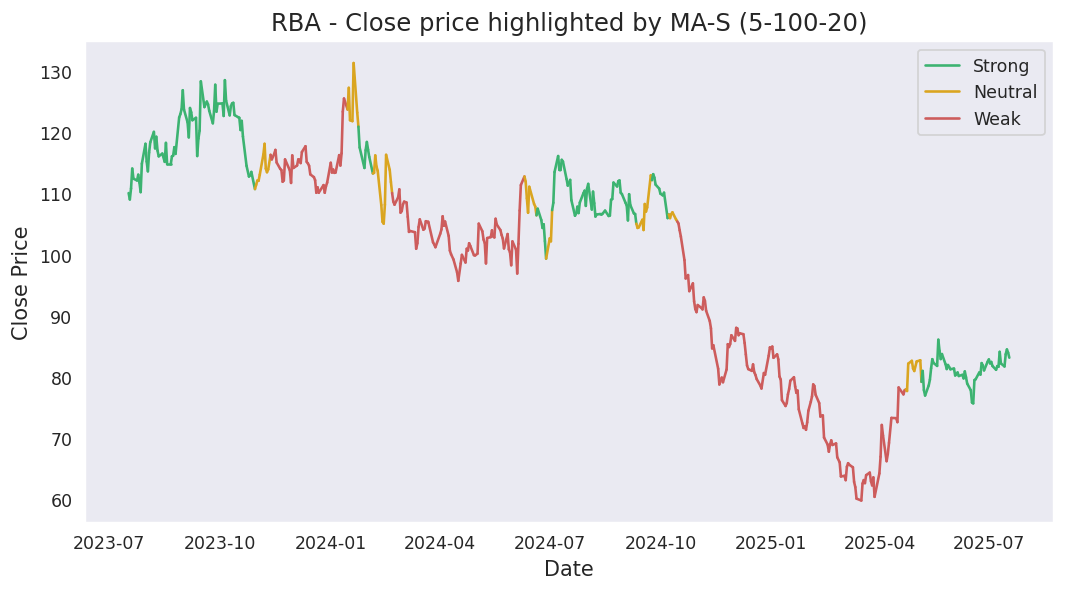 RBA - Close price highlighted by MA-S (5-100-20)
Strong
Neutral
Weak
Close Price
130
120
110
100
90
80
70
60
2023-07 2023-10 2024-01 2024-04 2024-07 2024-10 2025-01 2025-04 2025-07
Date